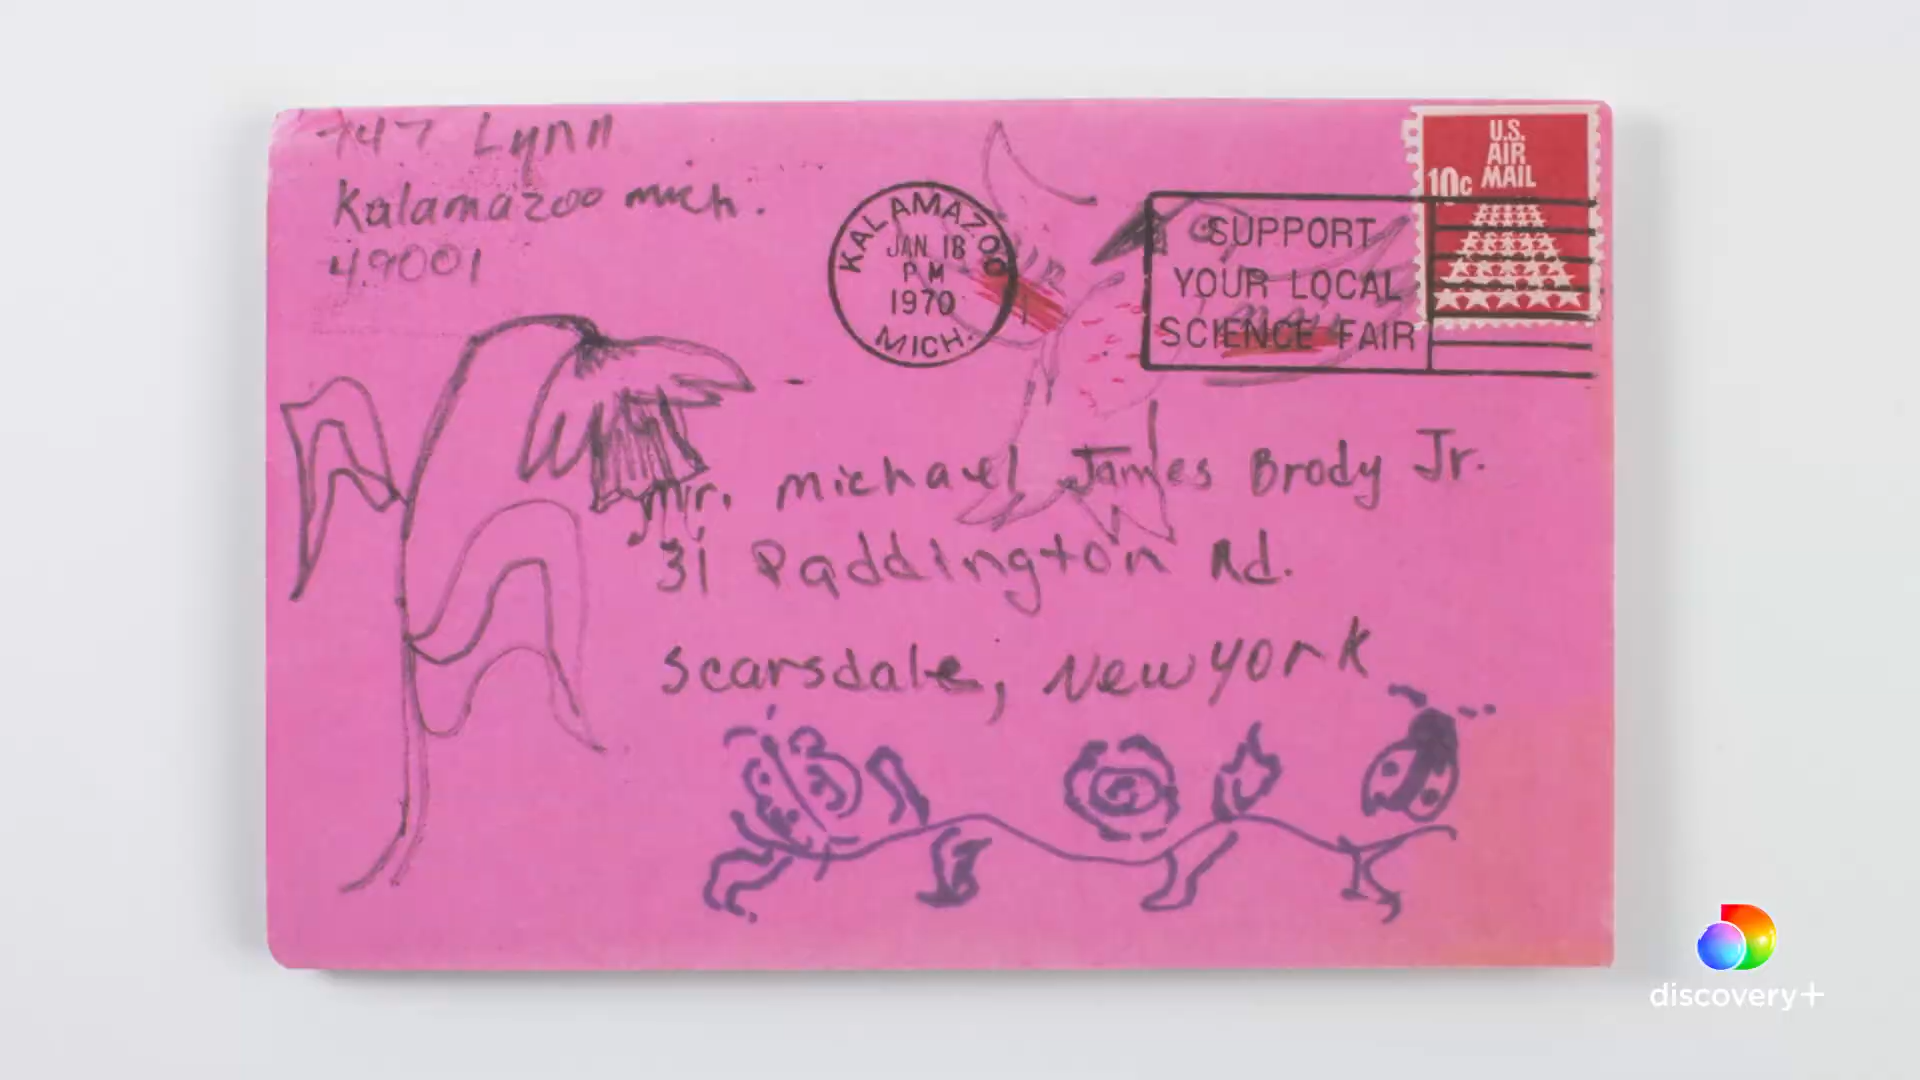 747 Lynn
Kalamazoo mich.
49001
KALAMAZOO
JAN 18
PM
1970
MICH.
SUPPORT
YOUR LOCAL
SCIENCE FAIR
U.S.
AIR
MAIL
10c
Mr. michael James Brody Jr.
31 Paddington Rd.
Scarsdale, New york
discovery+